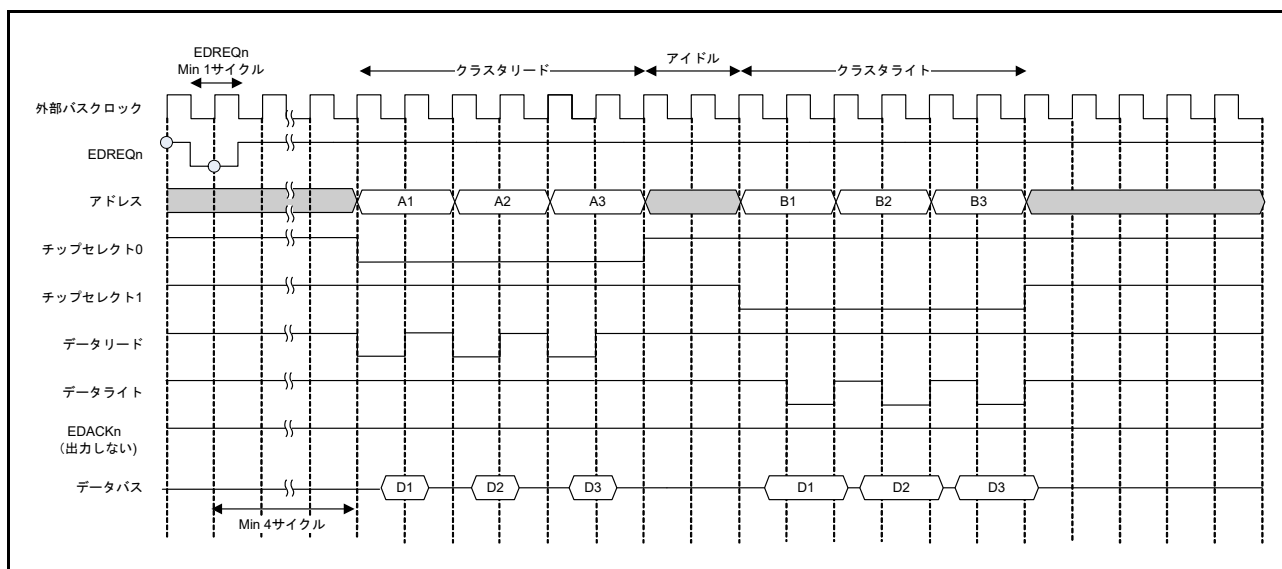 EDREQn
Min 1サイクル
クラスタリード
アイドル
クラスタライト
外部バスクロック
EDREQn
アドレス
A1
A2
A3
B1
B2
B3
チップセレクト0
チップセレクト1
データリード
データライト
EDACKn
（出力しない)
データバス
D1
D2
D3
D1
D2
D3
Min 4サイクル